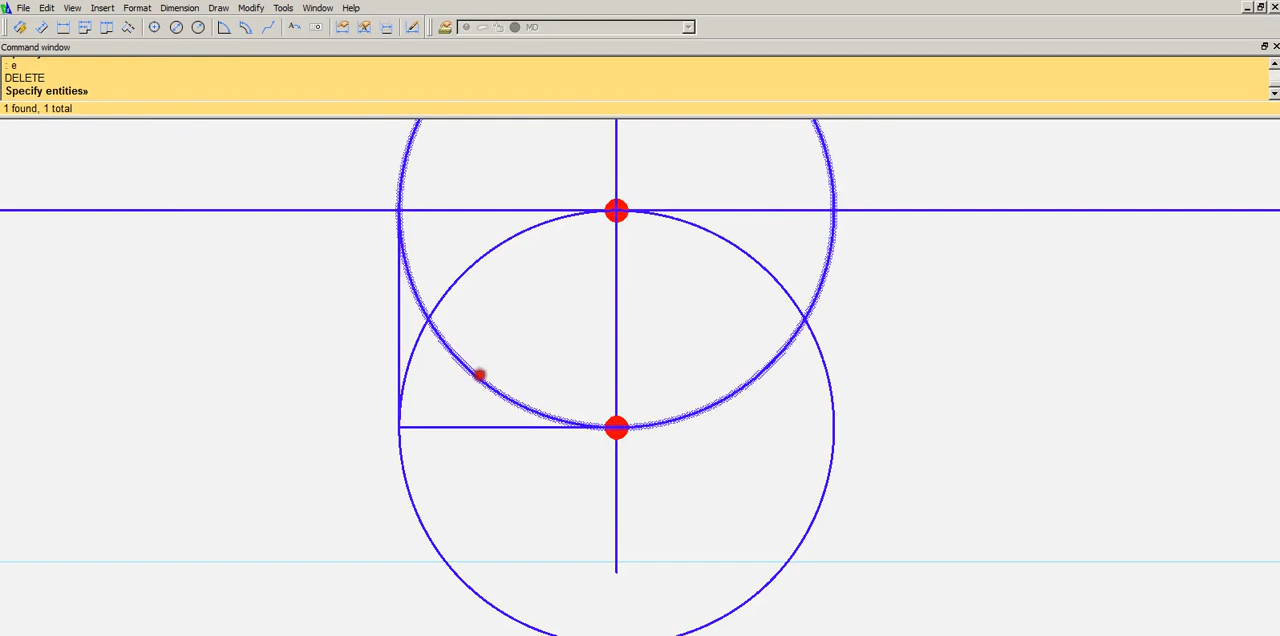 File Edit View Insert Format Dimension Draw Modify Tools Window Help
MD
Command window
: e
DELETE
Specify entities»
1 found, 1 total